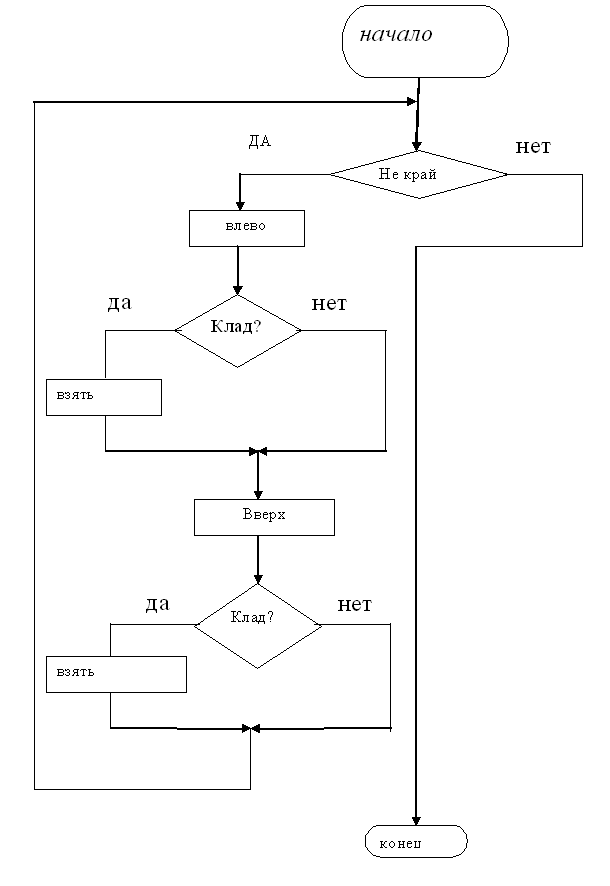 начало
ДА
нет
Не край
влево
да
нет
Клад?
взять
Вверх
да
нет
Клад?
взять
конец